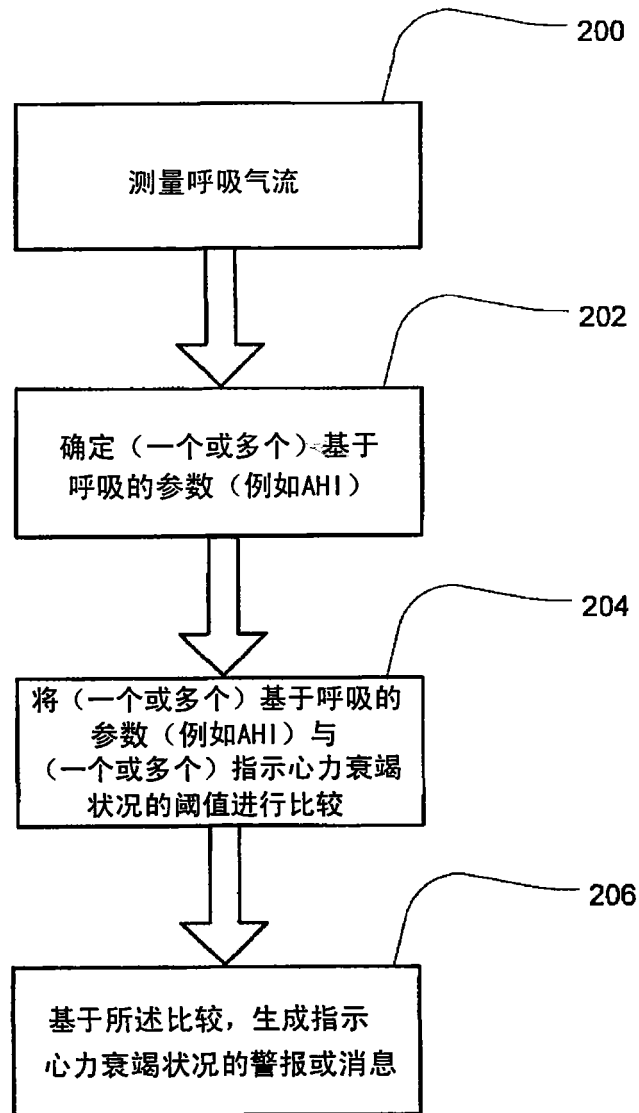 200
测量呼吸气流
202
确定（一个或多个）基于
呼吸的参数（例如AHI）
204
将（一个或多个）基于呼吸的
参数（例如AHI）与
（一个或多个）指示心力衰竭
状况的阈值进行比较
206
基于所述比较，生成指示
心力衰竭状况的警报或消息